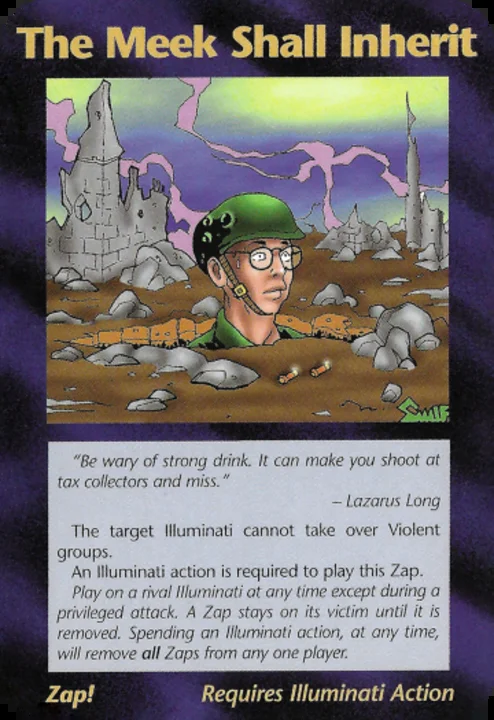 The Meek Shall Inherit
"Be wary of strong drink. It can make you shoot at
tax collectors and miss."
– Lazarus Long
The target Illuminati cannot take over Violent
groups.
An Illuminati action is required to play this Zap.
Play on a rival Illuminati at any time except during a
privileged attack. A Zap stays on its victim until it is
removed. Spending an Illuminati action, at any time,
will remove all Zaps from any one player.
Zap!
Requires Illuminati Action